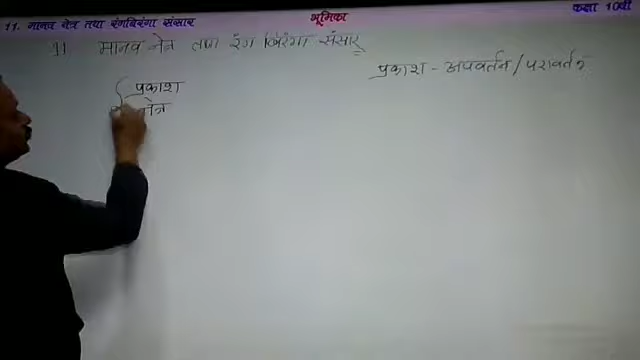 11. मानव नेत्र तथा रंगबिरंगा संसार
भूमिका
कक्षा 10वी
11 मानव नेत्र तथा रंग बिरंगा संसार
प्रकाश - अपवर्तन / परावर्तन
प्रकाश
नेत्र